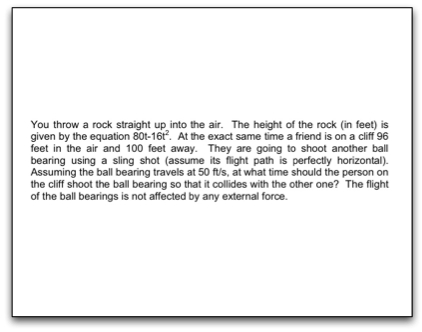 You throw a rock straight up into the air. The height of the rock (in feet) is
given by the equation 80t-16t². At the exact same time a friend is on a cliff 96
feet in the air and 100 feet away. They are going to shoot another ball
bearing using a sling shot (assume its flight path is perfectly horizontal).
Assuming the ball bearing travels at 50 ft/s, at what time should the person on
the cliff shoot the ball bearing so that it collides with the other one? The flight
of the ball bearings is not affected by any external force.